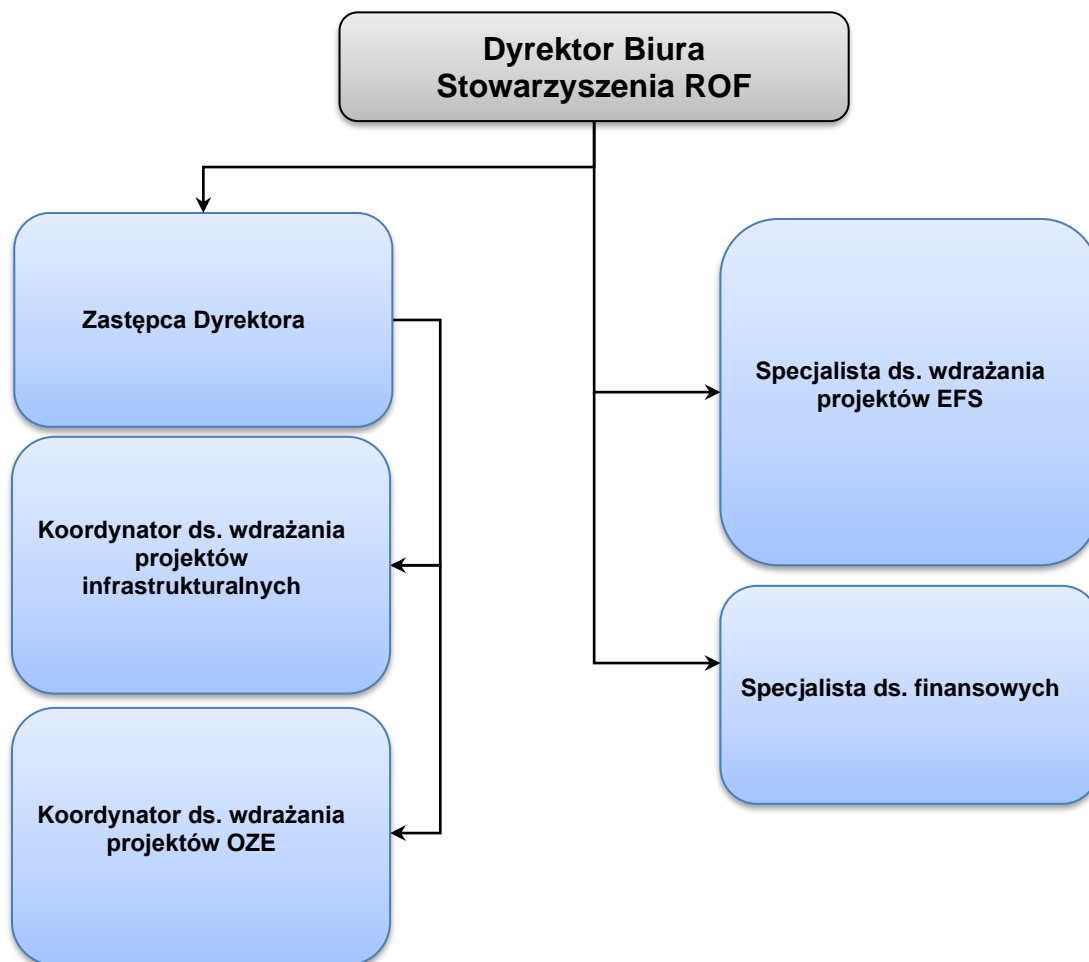 Dyrektor Biura
Stowarzyszenia ROF
Zastępca Dyrektora
Koordynator ds. wdrażania
projektów
infrastrukturalnych
Koordynator ds. wdrażania
projektów OZE
Specjalista ds. wdrażania
projektów EFS
Specjalista ds. finansowych